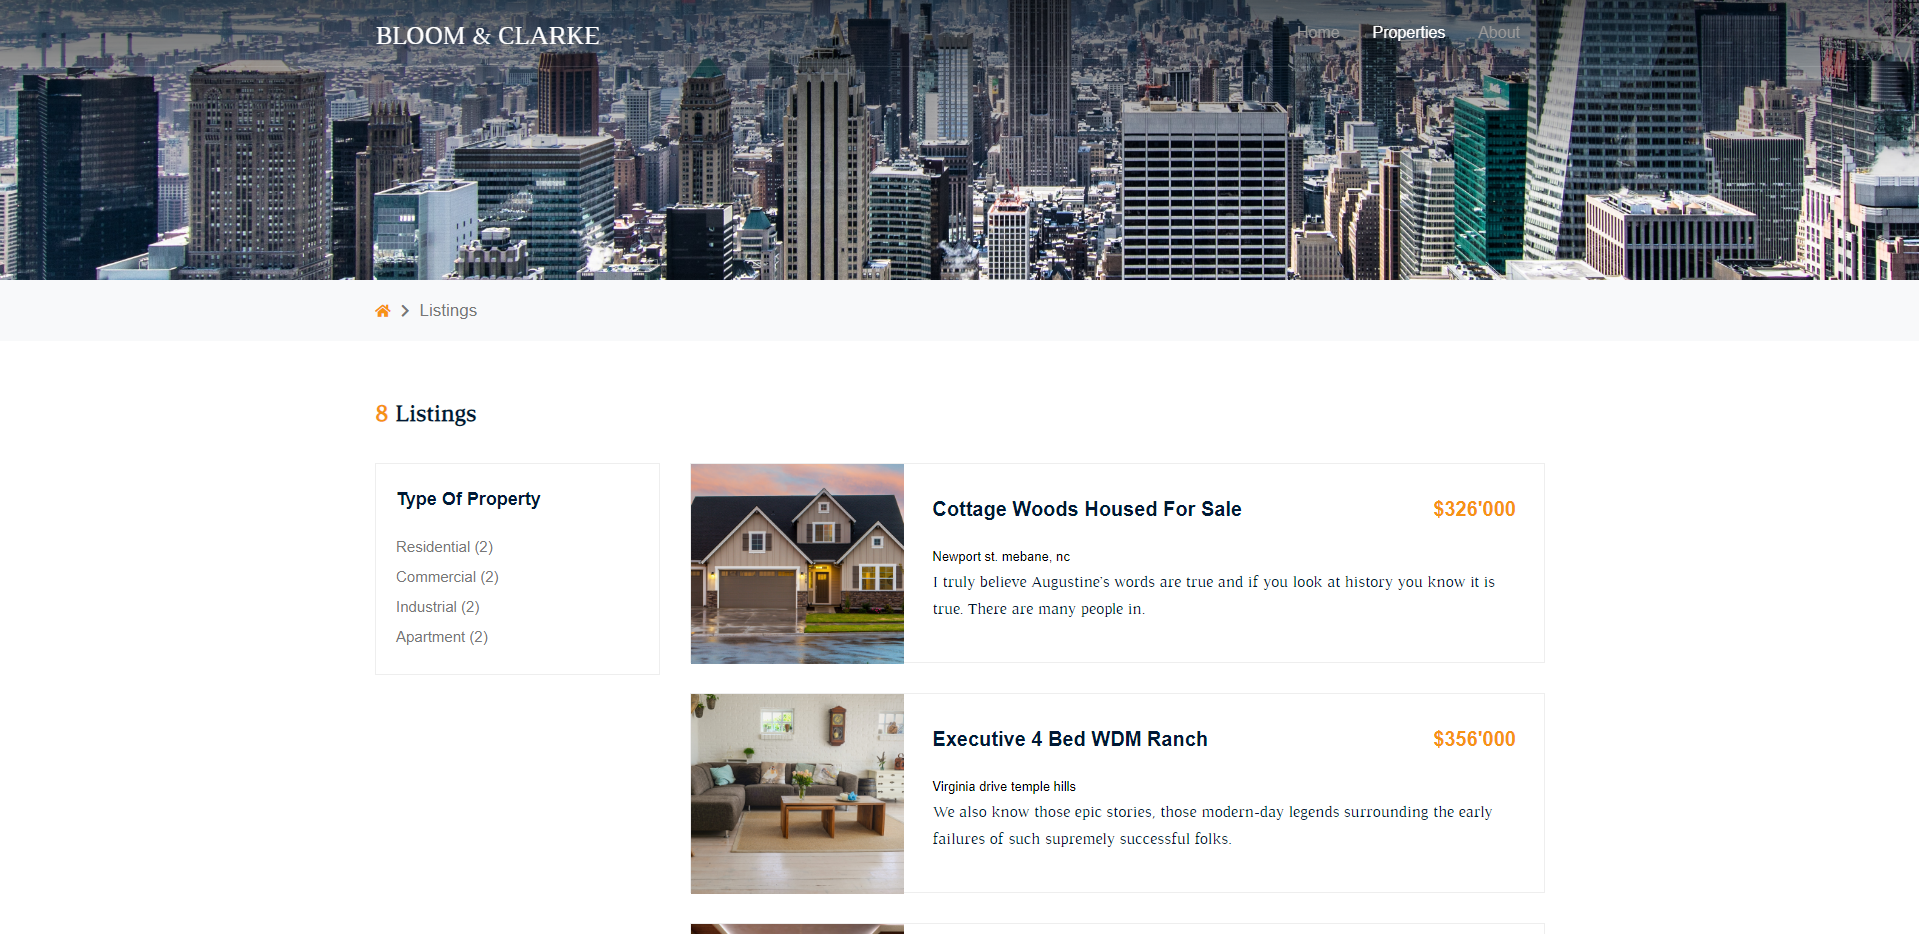 BLOOM & CLARKE
Home Properties About
Listings
8 Listings
Type Of Property
Residential (2)
Commercial (2)
Industrial (2)
Apartment (2)
Cottage Woods Housed For Sale
$326'000
Newport st. mebane, nc
I truly believe Augustine's words are true and if you look at history you know it is
true. There are many people in.
Executive 4 Bed WDM Ranch
$356'000
Virginia drive temple hills
We also know those epic stories, those modern-day legends surrounding the early
failures of such supremely successful folks.